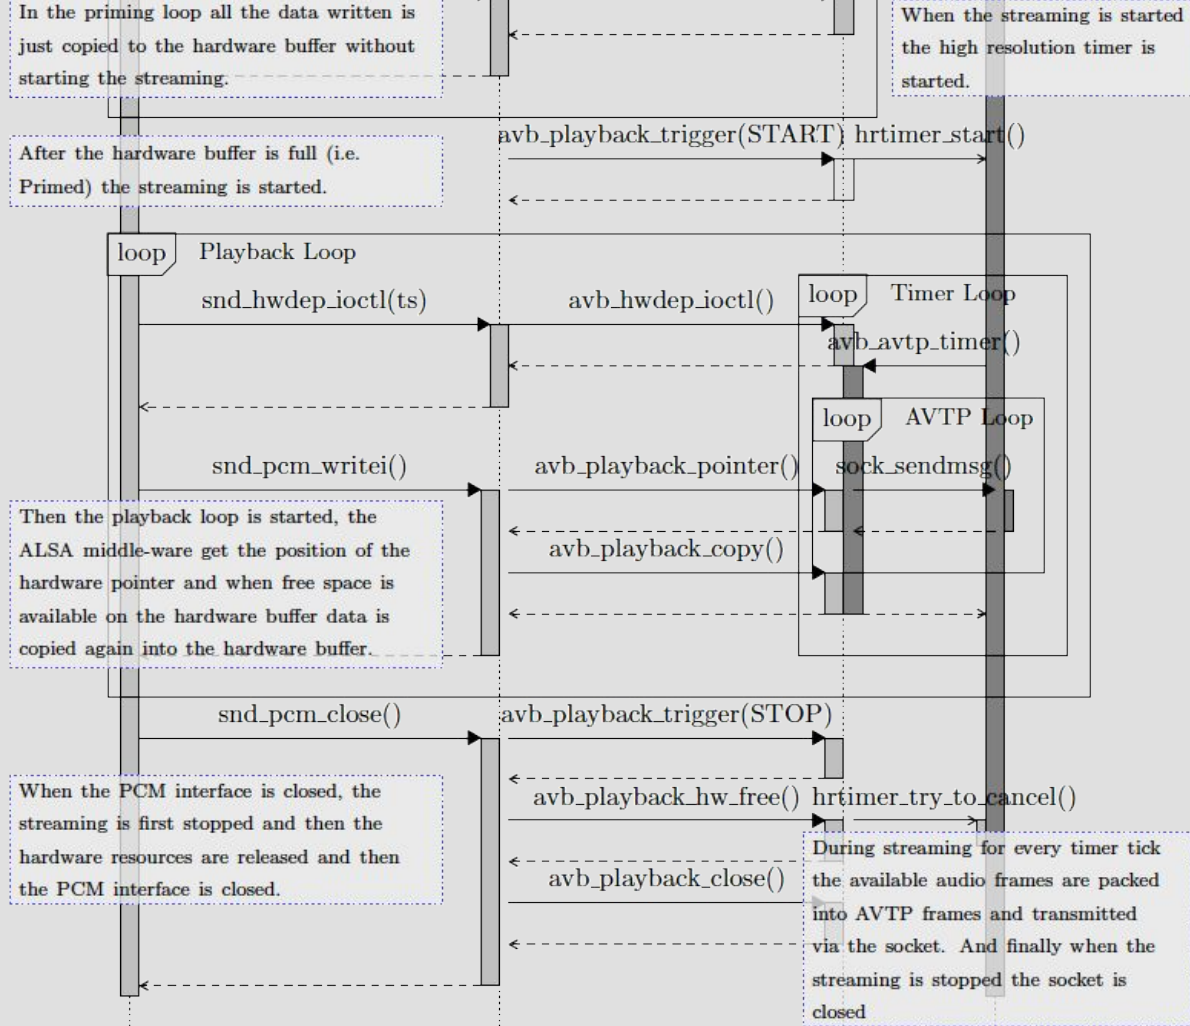 In the priming loop all the data written is
just copied to the hardware buffer without
starting the streaming.
When the streaming is started
the high resolution timer is
started.
avb_playback_trigger(START) hrtimer_start()
After the hardware buffer is full (i.e.
Primed) the streaming is started.
loop Playback Loop
loop Timer Loop
snd_hwdep_ioctl(ts) avb_hwdep_ioctl()
avb_avtp_timer()
loop AVTP Loop
snd_pcm_writei() avb_playback_pointer() sock_sendmsg()
Then the playback loop is started, the
ALSA middle-ware get the position of the
hardware pointer and when free space is
available on the hardware buffer data is
copied again into the hardware buffer.
avb_playback_copy()
snd_pcm_close() avb_playback_trigger(STOP)
When the PCM interface is closed, the
streaming is first stopped and then the
hardware resources are released and then
the PCM interface is closed.
avb_playback_hw_free() hrtimer_try_to_cancel()
avb_playback_close()
During streaming for every timer tick
the available audio frames are packed
into AVTP frames and transmitted
via the socket. And finally when the
streaming is stopped the socket is
closed